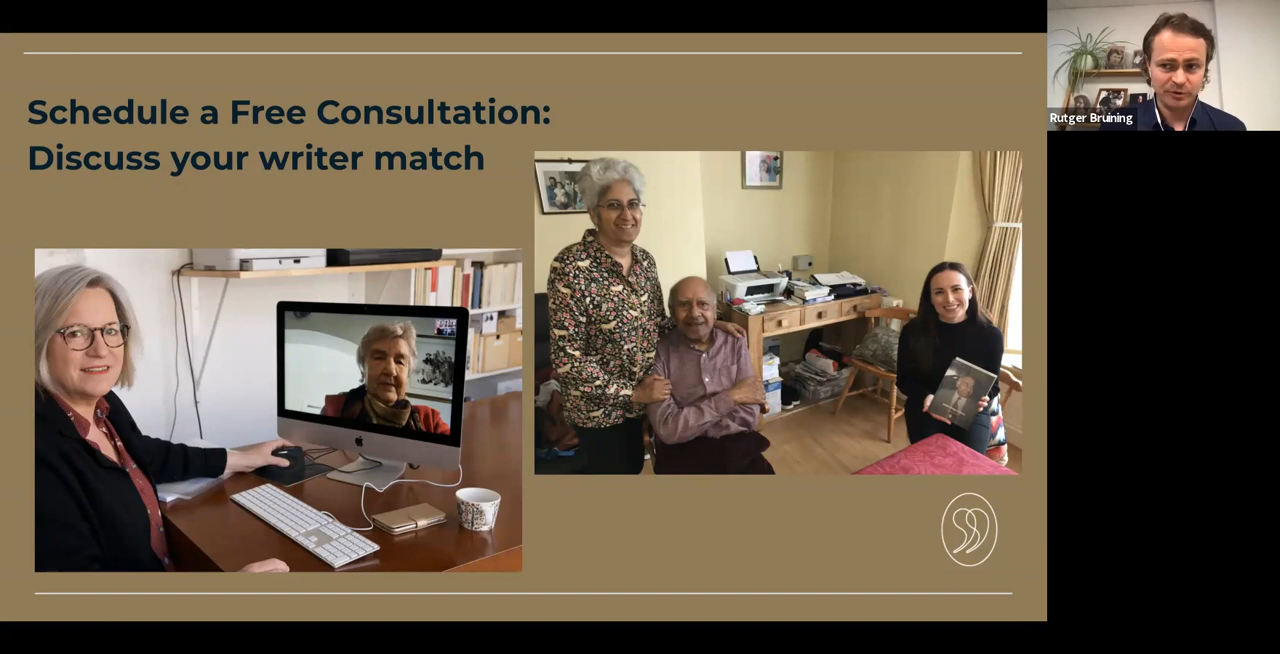 Schedule a Free Consultation:
Discuss your writer match
Rutger Bruining